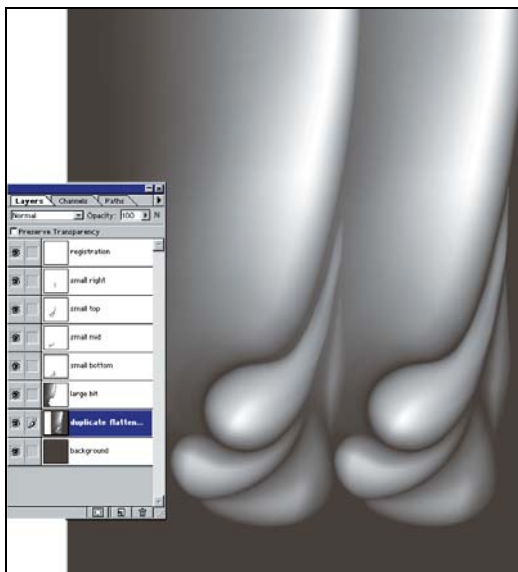 Layers Channels Paths
Normal Opacity: 100 N
Preserve Transparency
registration
small right
small top
small mid
small bottom
large bit
duplicate flatten...
background